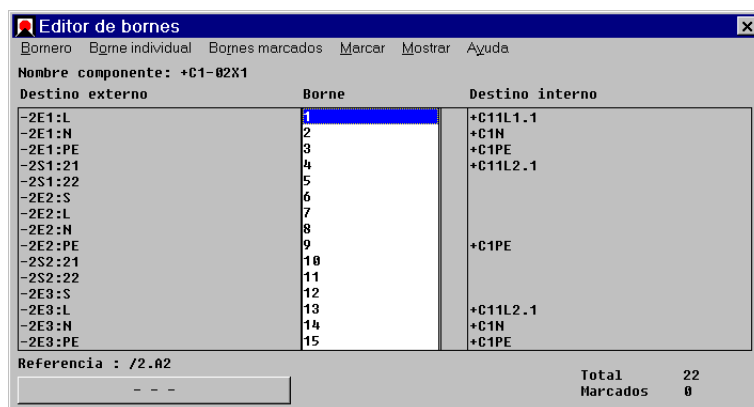 Editor de bornes
Bornero Borne individual Bornes marcados Marcar Mostrar Ayuda
Nombre componente: +C1-02X1
Destino externo Borne Destino interno
-2E1:L 1 +C11L1.1
-2E1:N 2 +C1N
-2E1:PE 3 +C1PE
-2S1:21 4 +C11L2.1
-2S1:22 5
-2E2:S 6
-2E2:L 7
-2E2:N 8
-2E2:PE 9 +C1PE
-2S2:21 10
-2S2:22 11
-2E3:S 12
-2E3:L 13 +C11L2.1
-2E3:N 14 +C1N
-2E3:PE 15 +C1PE
Referencia : /2.A2
Total 22
- - -
Marcados 0